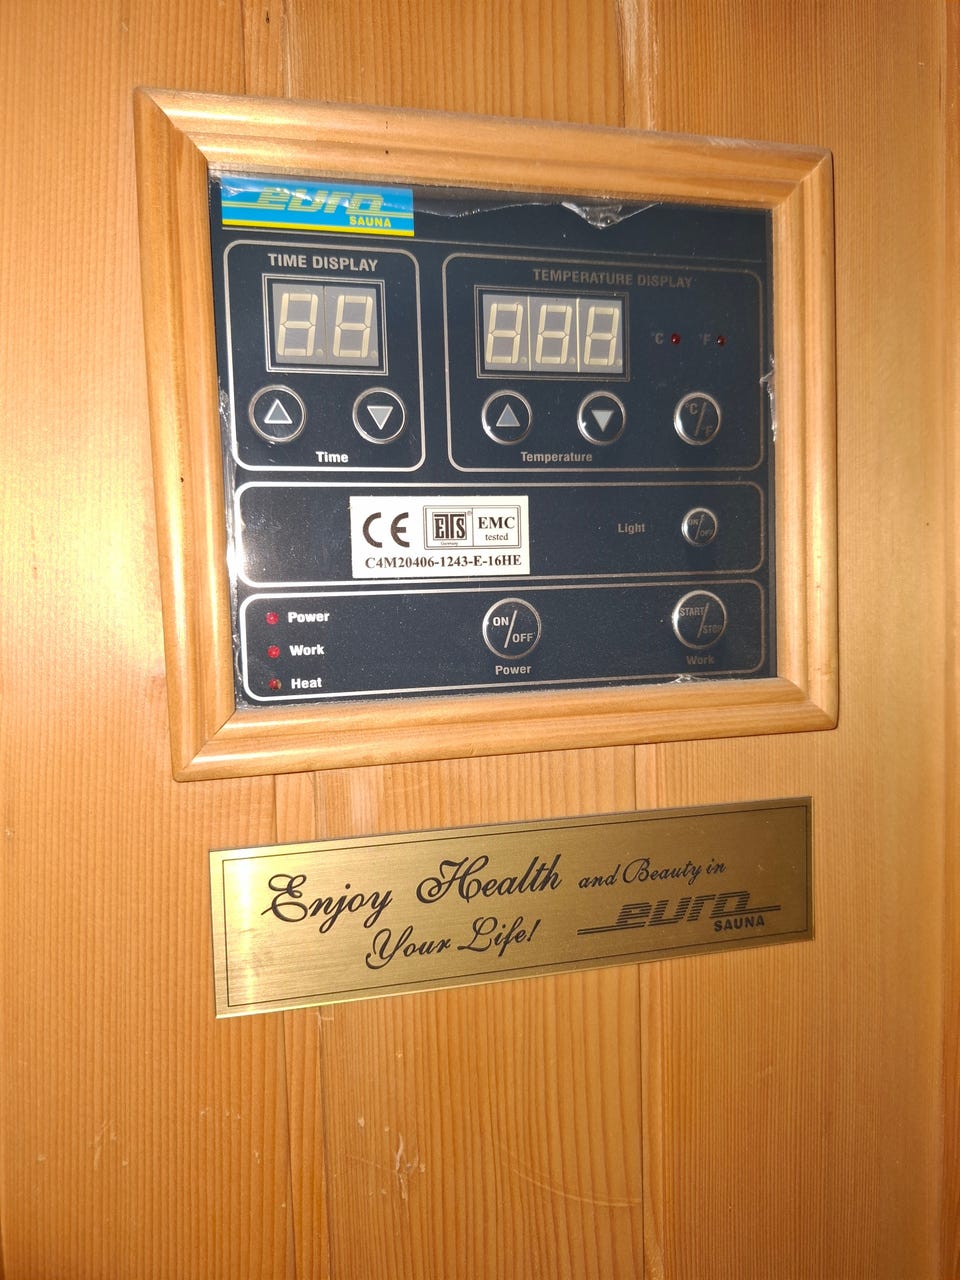 euro
SAUNA
TIME DISPLAY
TEMPERATURE DISPLAY
°C °F
Time
Temperature
°C/°F
CE ETS EMC
Germany tested
C4M20406-1243-E-16HE
Light
ON/OFF
Power
Work
Heat
ON/OFF
Power
START/STOP
Work
Enjoy Health and Beauty in
Your Life!
euro
SAUNA